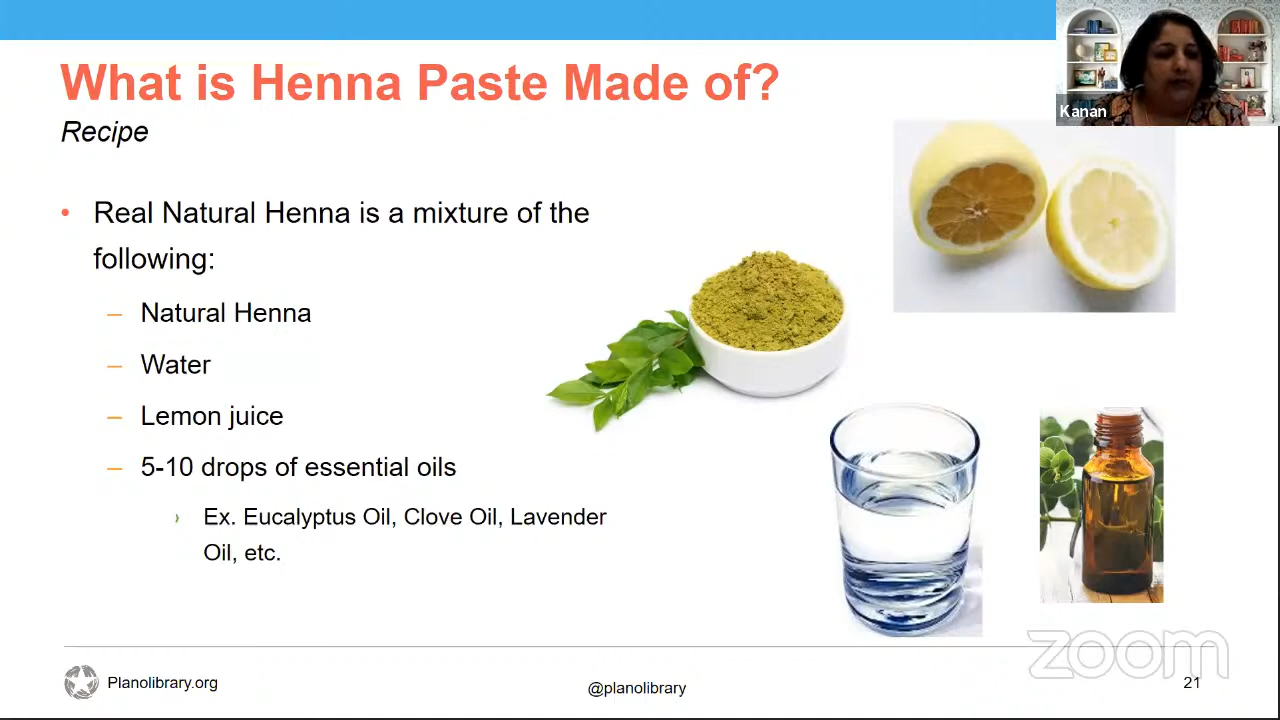 What is Henna Paste Made of?
Kanan
Recipe
• Real Natural Henna is a mixture of the
following:
– Natural Henna
– Water
– Lemon juice
– 5-10 drops of essential oils
› Ex. Eucalyptus Oil, Clove Oil, Lavender
Oil, etc.
zoom
Planolibrary.org
@planolibrary
21